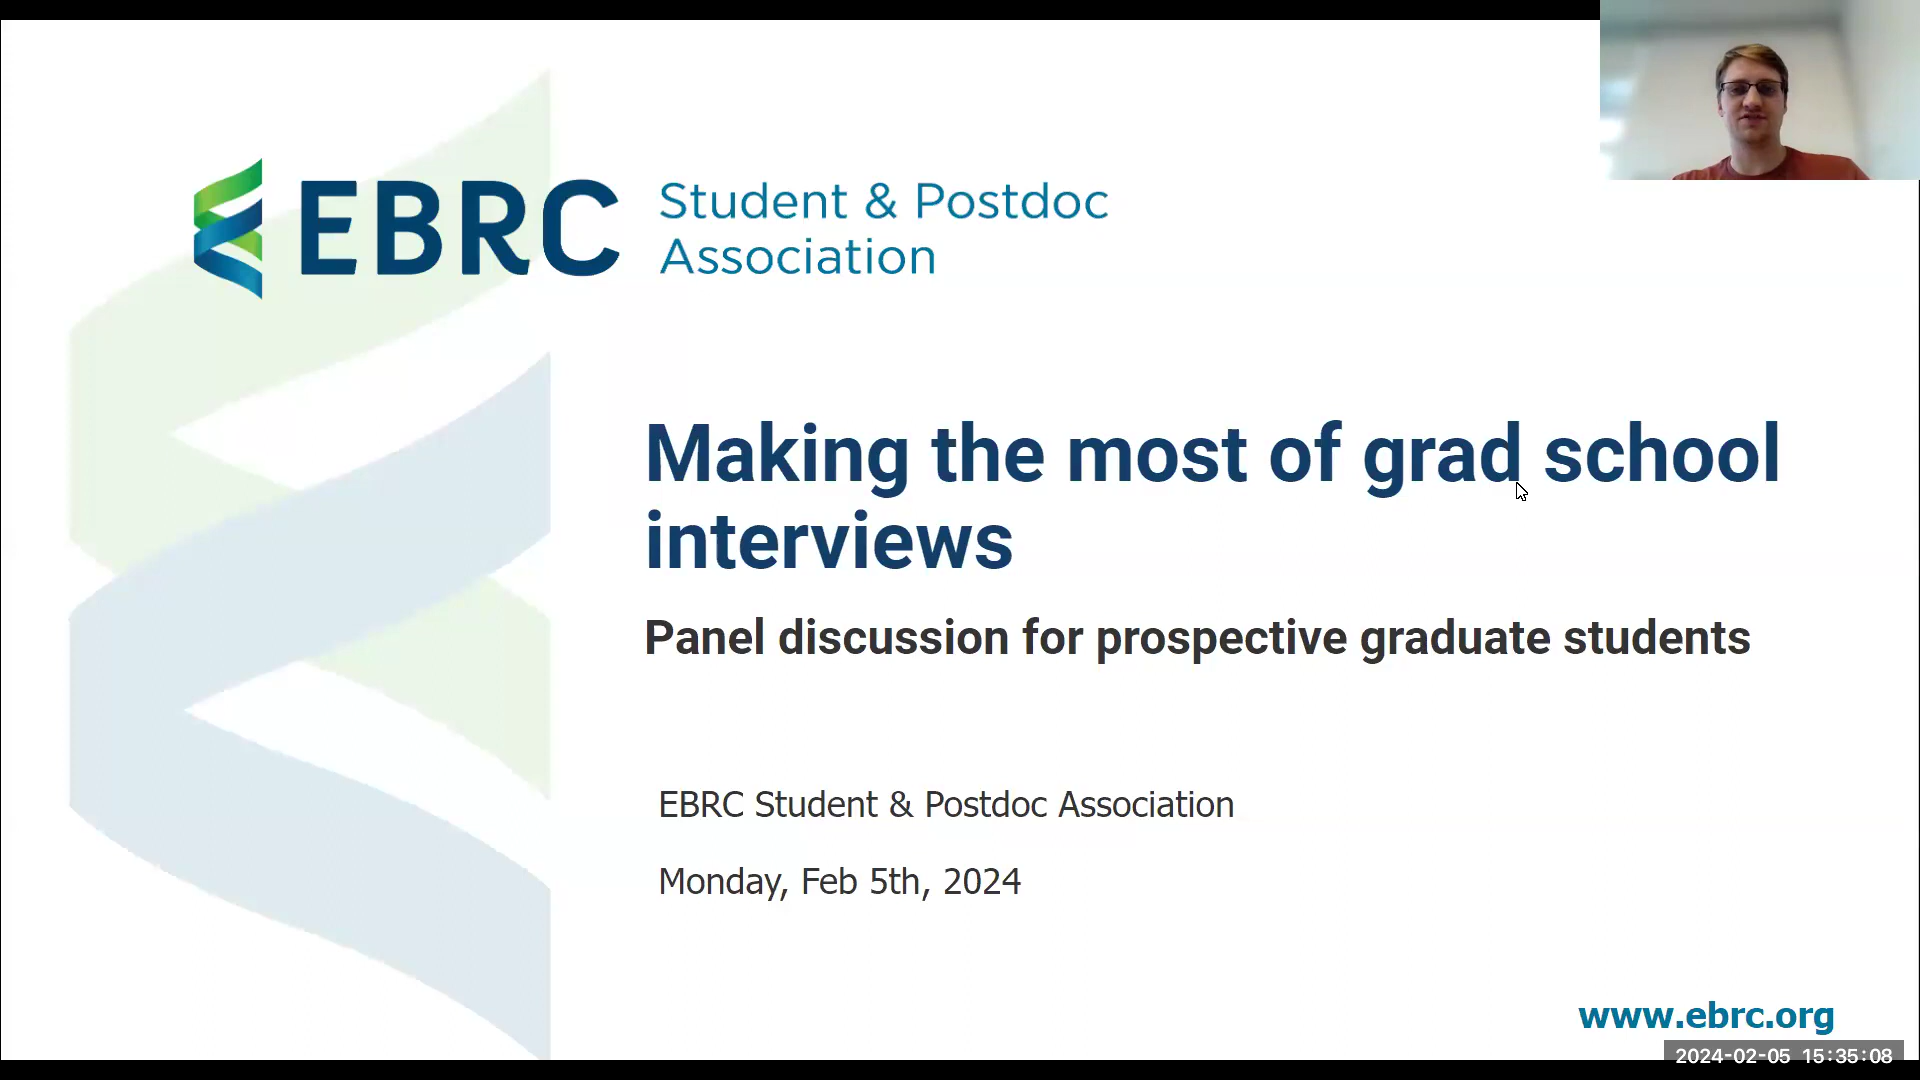 EBRC Student & Postdoc
Association
Making the most of grad school
interviews
Panel discussion for prospective graduate students
EBRC Student & Postdoc Association
Monday, Feb 5th, 2024
www.ebrc.org
2024-02-05 15:35:08